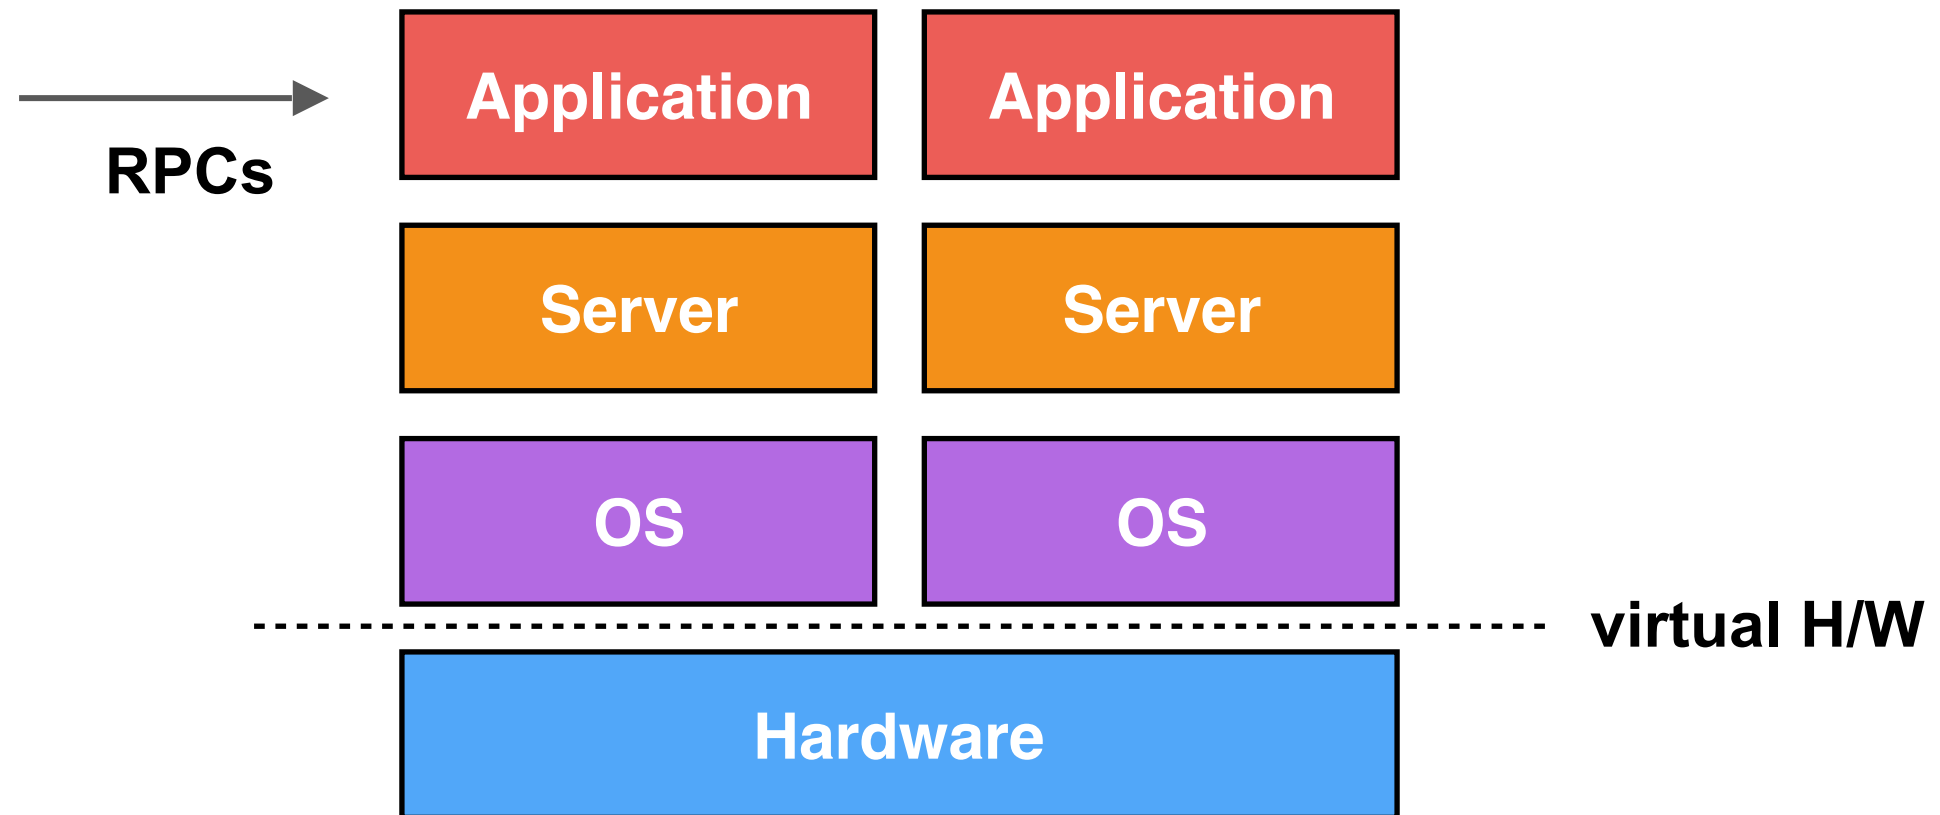 Application
Application
RPCs
Server
Server
OS
OS
virtual H/W
Hardware